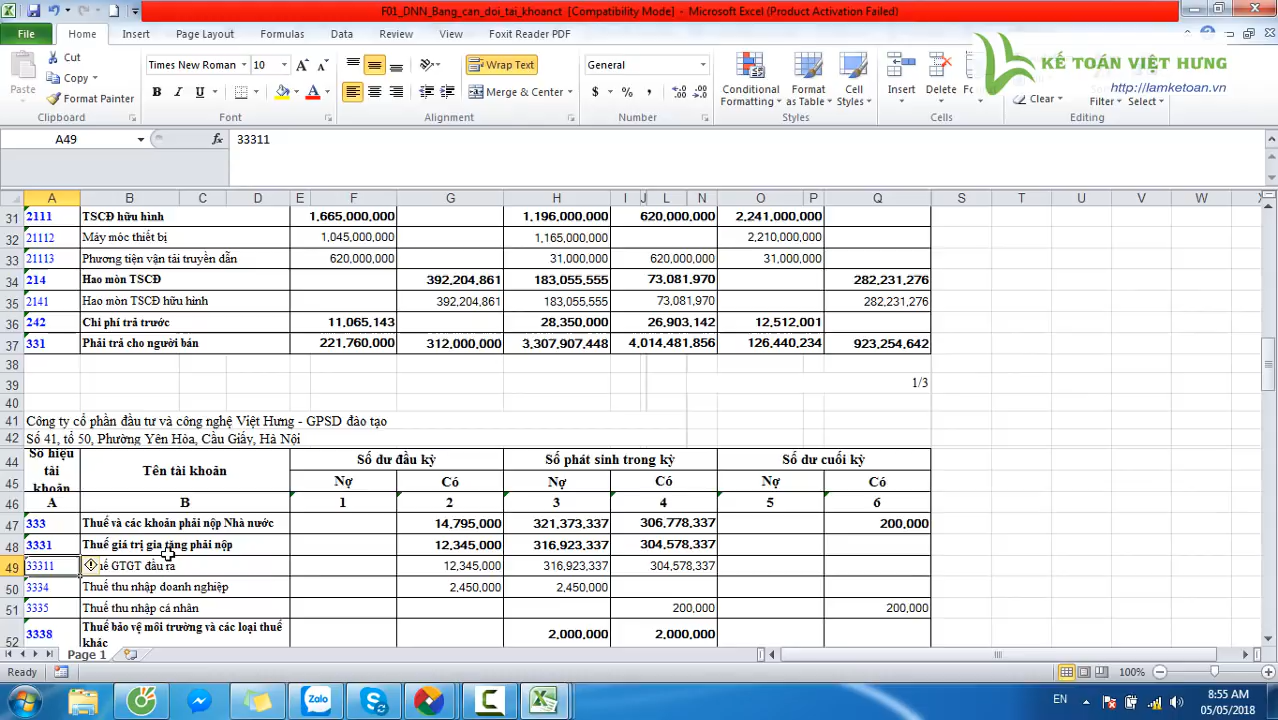 F01_DNN_Bang_can_doi_tai_khoanct [Compatibility Mode] - Microsoft Excel (Product Activation Failed)
File Home Insert Page Layout Formulas Data Review View FoxitReader PDF
Cut
Copy
Format Painter
Paste
Clipboard
Times New Roman 10
B I U
Font
Wrap Text
Merge & Center
Alignment
General
$ % ,
Number
Conditional Formatting
Format as Table
Cell Styles
Styles
Insert Delete
Cells
Clear
Filter Select
Editing
KẾ TOÁN VIỆT HƯNG
http://lamketoan.vn
A49 fx 33311
A B C D E F G H I J L N O P Q S T U V W
31 2111 TSCĐ hữu hình 1,665,000,000 1,196,000,000 620,000,000 2,241,000,000
32 21112 Máy móc thiết bị 1,045,000,000 1,165,000,000 2,210,000,000
33 21113 Phương tiện vận tải truyền dẫn 620,000,000 31,000,000 620,000,000 31,000,000
34 214 Hao mòn TSCĐ 392,204,861 183,055,555 73,081,970 282,231,276
35 2141 Hao mòn TSCĐ hữu hình 392,204,861 183,055,555 73,081,970 282,231,276
36 242 Chi phí trả trước 11,065,143 28,350,000 26,903,142 12,512,001
37 331 Phải trả cho người bán 221,760,000 312,000,000 3,307,907,448 4,014,481,856 126,440,234 923,254,642
38
39 1/3
40
41 Công ty cổ phần đầu tư và công nghệ Việt Hưng - GPSD đào tạo
42 Số 41, tổ 50, Phường Yên Hòa, Cầu Giấy, Hà Nội
44 Số hiệu tài khoản Tên tài khoản Số dư đầu kỳ Số phát sinh trong kỳ Số dư cuối kỳ
45 Nợ Có Nợ Có Nợ Có
46 A B 1 2 3 4 5 6
47 333 Thuế và các khoản phải nộp Nhà nước 14,795,000 321,373,337 306,778,337 200,000
48 3331 Thuế giá trị gia tăng phải nộp 12,345,000 316,923,337 304,578,337
49 33311 uế GTGT đầu ra 12,345,000 316,923,337 304,578,337
50 3334 Thuế thu nhập doanh nghiệp 2,450,000 2,450,000
51 3335 Thuế thu nhập cá nhân 200,000 200,000
52 3338 Thuế bảo vệ môi trường và các loại thuế khác 2,000,000 2,000,000
Page 1
Ready 100%
Zalo
EN
8:55 AM
05/05/2018